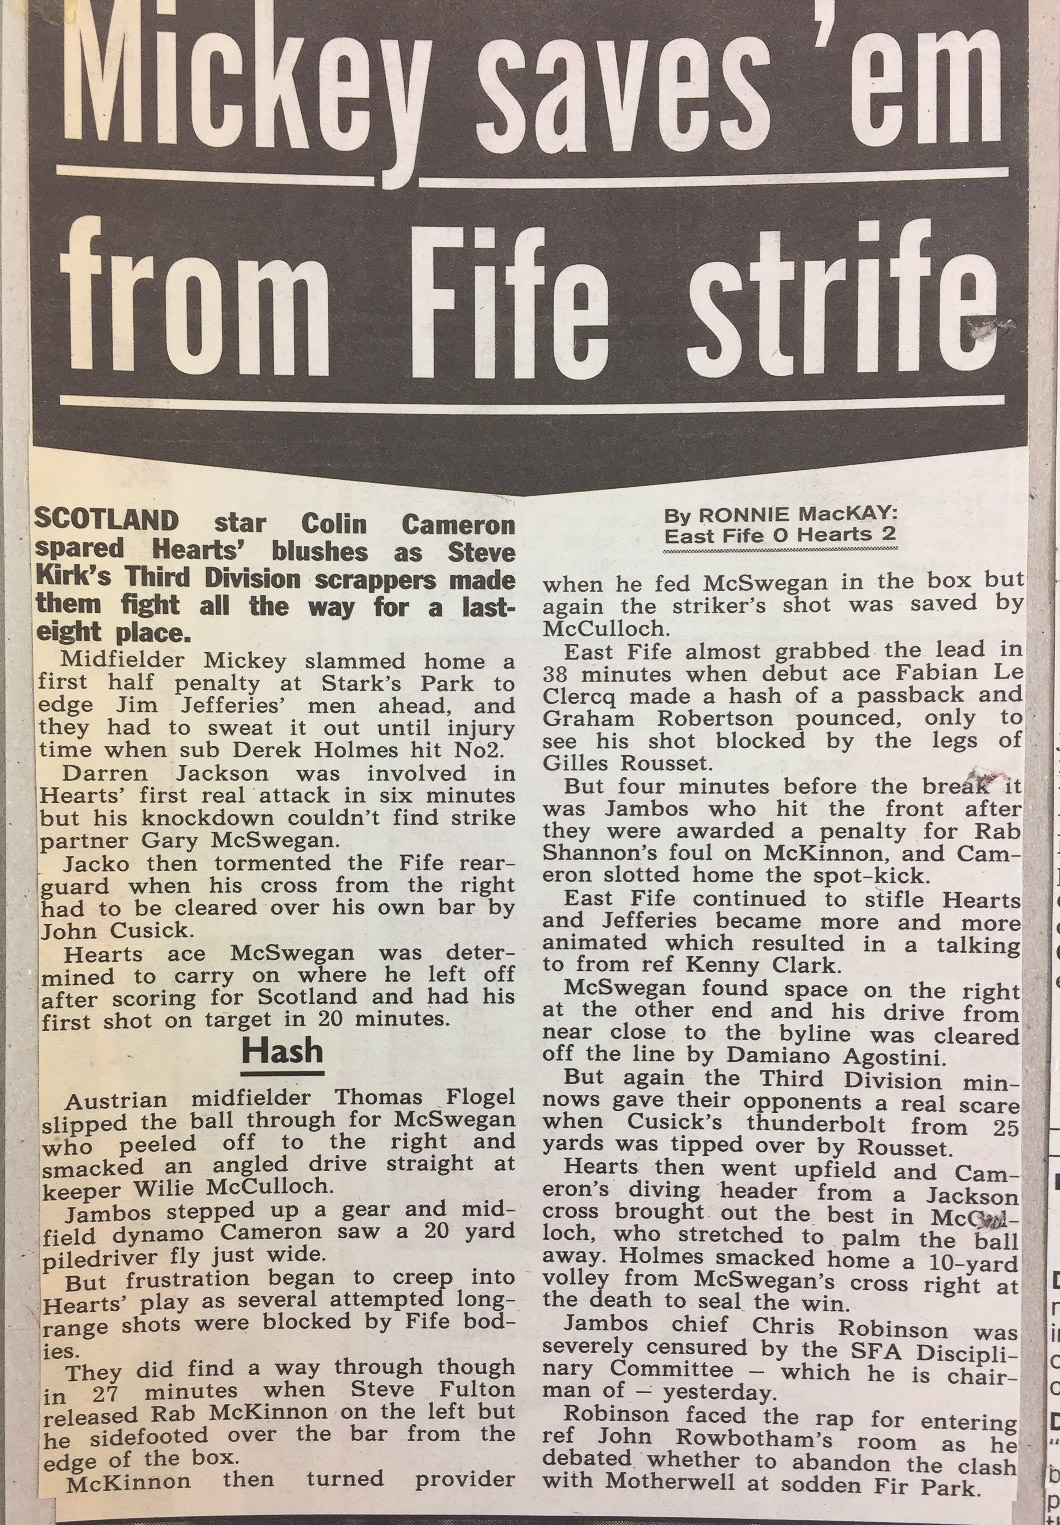 Mickey saves 'em
from Fife strife
SCOTLAND star Colin Cameron
spared Hearts' blushes as Steve
Kirk's Third Division scrappers made
them fight all the way for a last-
eight place.
Midfielder Mickey slammed home a
first half penalty at Stark's Park to
edge Jim Jefferies' men ahead, and
they had to sweat it out until injury
time when sub Derek Holmes hit No2.
Darren Jackson was involved in
Hearts' first real attack in six minutes
but his knockdown couldn't find strike
partner Gary McSwegan.
Jacko then tormented the Fife rear-
guard when his cross from the right
had to be cleared over his own bar by
John Cusick.
Hearts ace McSwegan was deter-
mined to carry on where he left off
after scoring for Scotland and had his
first shot on target in 20 minutes.
Hash
Austrian midfielder Thomas Flogel
slipped the ball through for McSwegan
who peeled off to the right and
smacked an angled drive straight at
keeper Wilie McCulloch.
Jambos stepped up a gear and mid-
field dynamo Cameron saw a 20 yard
piledriver fly just wide.
But frustration began to creep into
Hearts' play as several attempted long-
range shots were blocked by Fife bod-
ies.
They did find a way through though
in 27 minutes when Steve Fulton
released Rab McKinnon on the left but
he sidefooted over the bar from the
edge of the box.
McKinnon then turned provider
By RONNIE MacKAY:
East Fife 0 Hearts 2
when he fed McSwegan in the box but
again the striker's shot was saved by
McCulloch.
East Fife almost grabbed the lead in
38 minutes when debut ace Fabian Le
Clercq made a hash of a passback and
Graham Robertson pounced, only to
see his shot blocked by the legs of
Gilles Rousset.
But four minutes before the break it
was Jambos who hit the front after
they were awarded a penalty for Rab
Shannon's foul on McKinnon, and Cam-
eron slotted home the spot-kick.
East Fife continued to stifle Hearts
and Jefferies became more and more
animated which resulted in a talking
to from ref Kenny Clark.
McSwegan found space on the right
at the other end and his drive from
near close to the byline was cleared
off the line by Damiano Agostini.
But again the Third Division min-
nows gave their opponents a real scare
when Cusick's thunderbolt from 25
yards was tipped over by Rousset.
Hearts then went upfield and Cam-
eron's diving header from a Jackson
cross brought out the best in McCul-
loch, who stretched to palm the ball
away. Holmes smacked home a 10-yard
volley from McSwegan's cross right at
the death to seal the win.
Jambos chief Chris Robinson was
severely censured by the SFA Discipli-
nary Committee — which he is chair-
man of — yesterday.
Robinson faced the rap for entering
ref John Rowbotham's room as he
debated whether to abandon the clash
with Motherwell at sodden Fir Park.